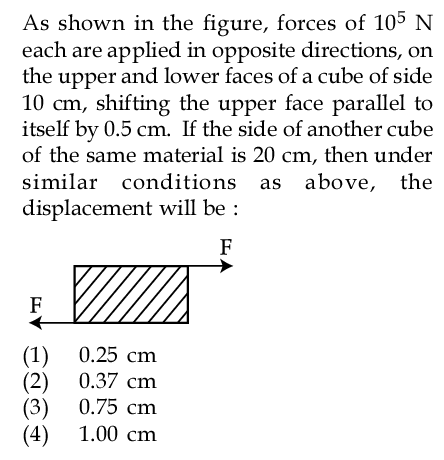 As shown in the figure, forces of 10⁵ N
each are applied in opposite directions, on
the upper and lower faces of a cube of side
10 cm, shifting the upper face parallel to
itself by 0.5 cm. If the side of another cube
of the same material is 20 cm, then under
similar conditions as above, the
displacement will be :
F
F
(1) 0.25 cm
(2) 0.37 cm
(3) 0.75 cm
(4) 1.00 cm